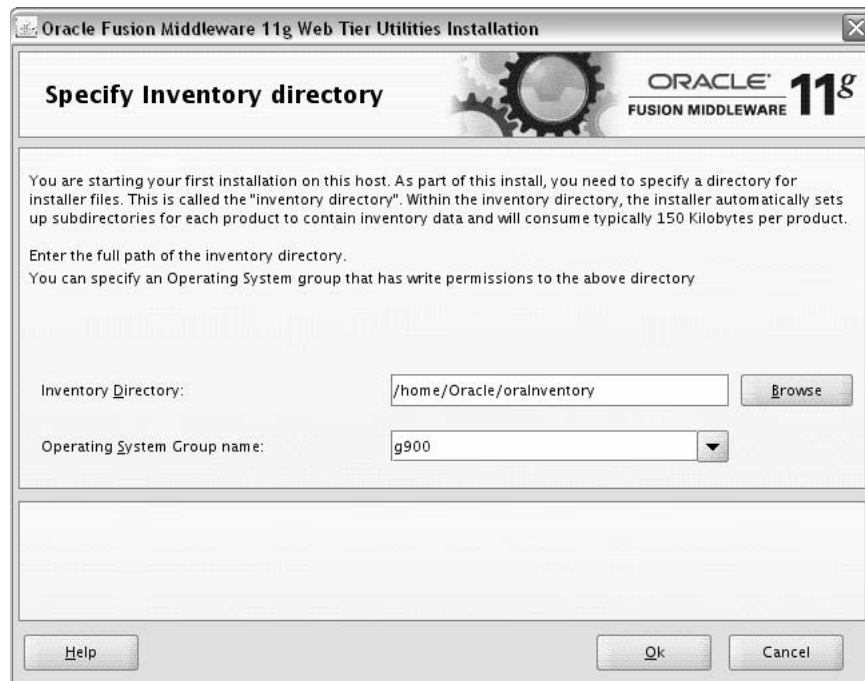 Oracle Fusion Middleware 11g Web Tier Utilities Installation
Specify Inventory directory
ORACLE
FUSION MIDDLEWARE 11g
You are starting your first installation on this host. As part of this install, you need to specify a directory for
installer files. This is called the "inventory directory". Within the inventory directory, the installer automatically sets
up subdirectories for each product to contain inventory data and will consume typically 150 Kilobytes per product.
Enter the full path of the inventory directory.
You can specify an Operating System group that has write permissions to the above directory
Inventory Directory:
/home/Oracle/oraInventory
Browse
Operating System Group name:
g900
Help
Ok
Cancel